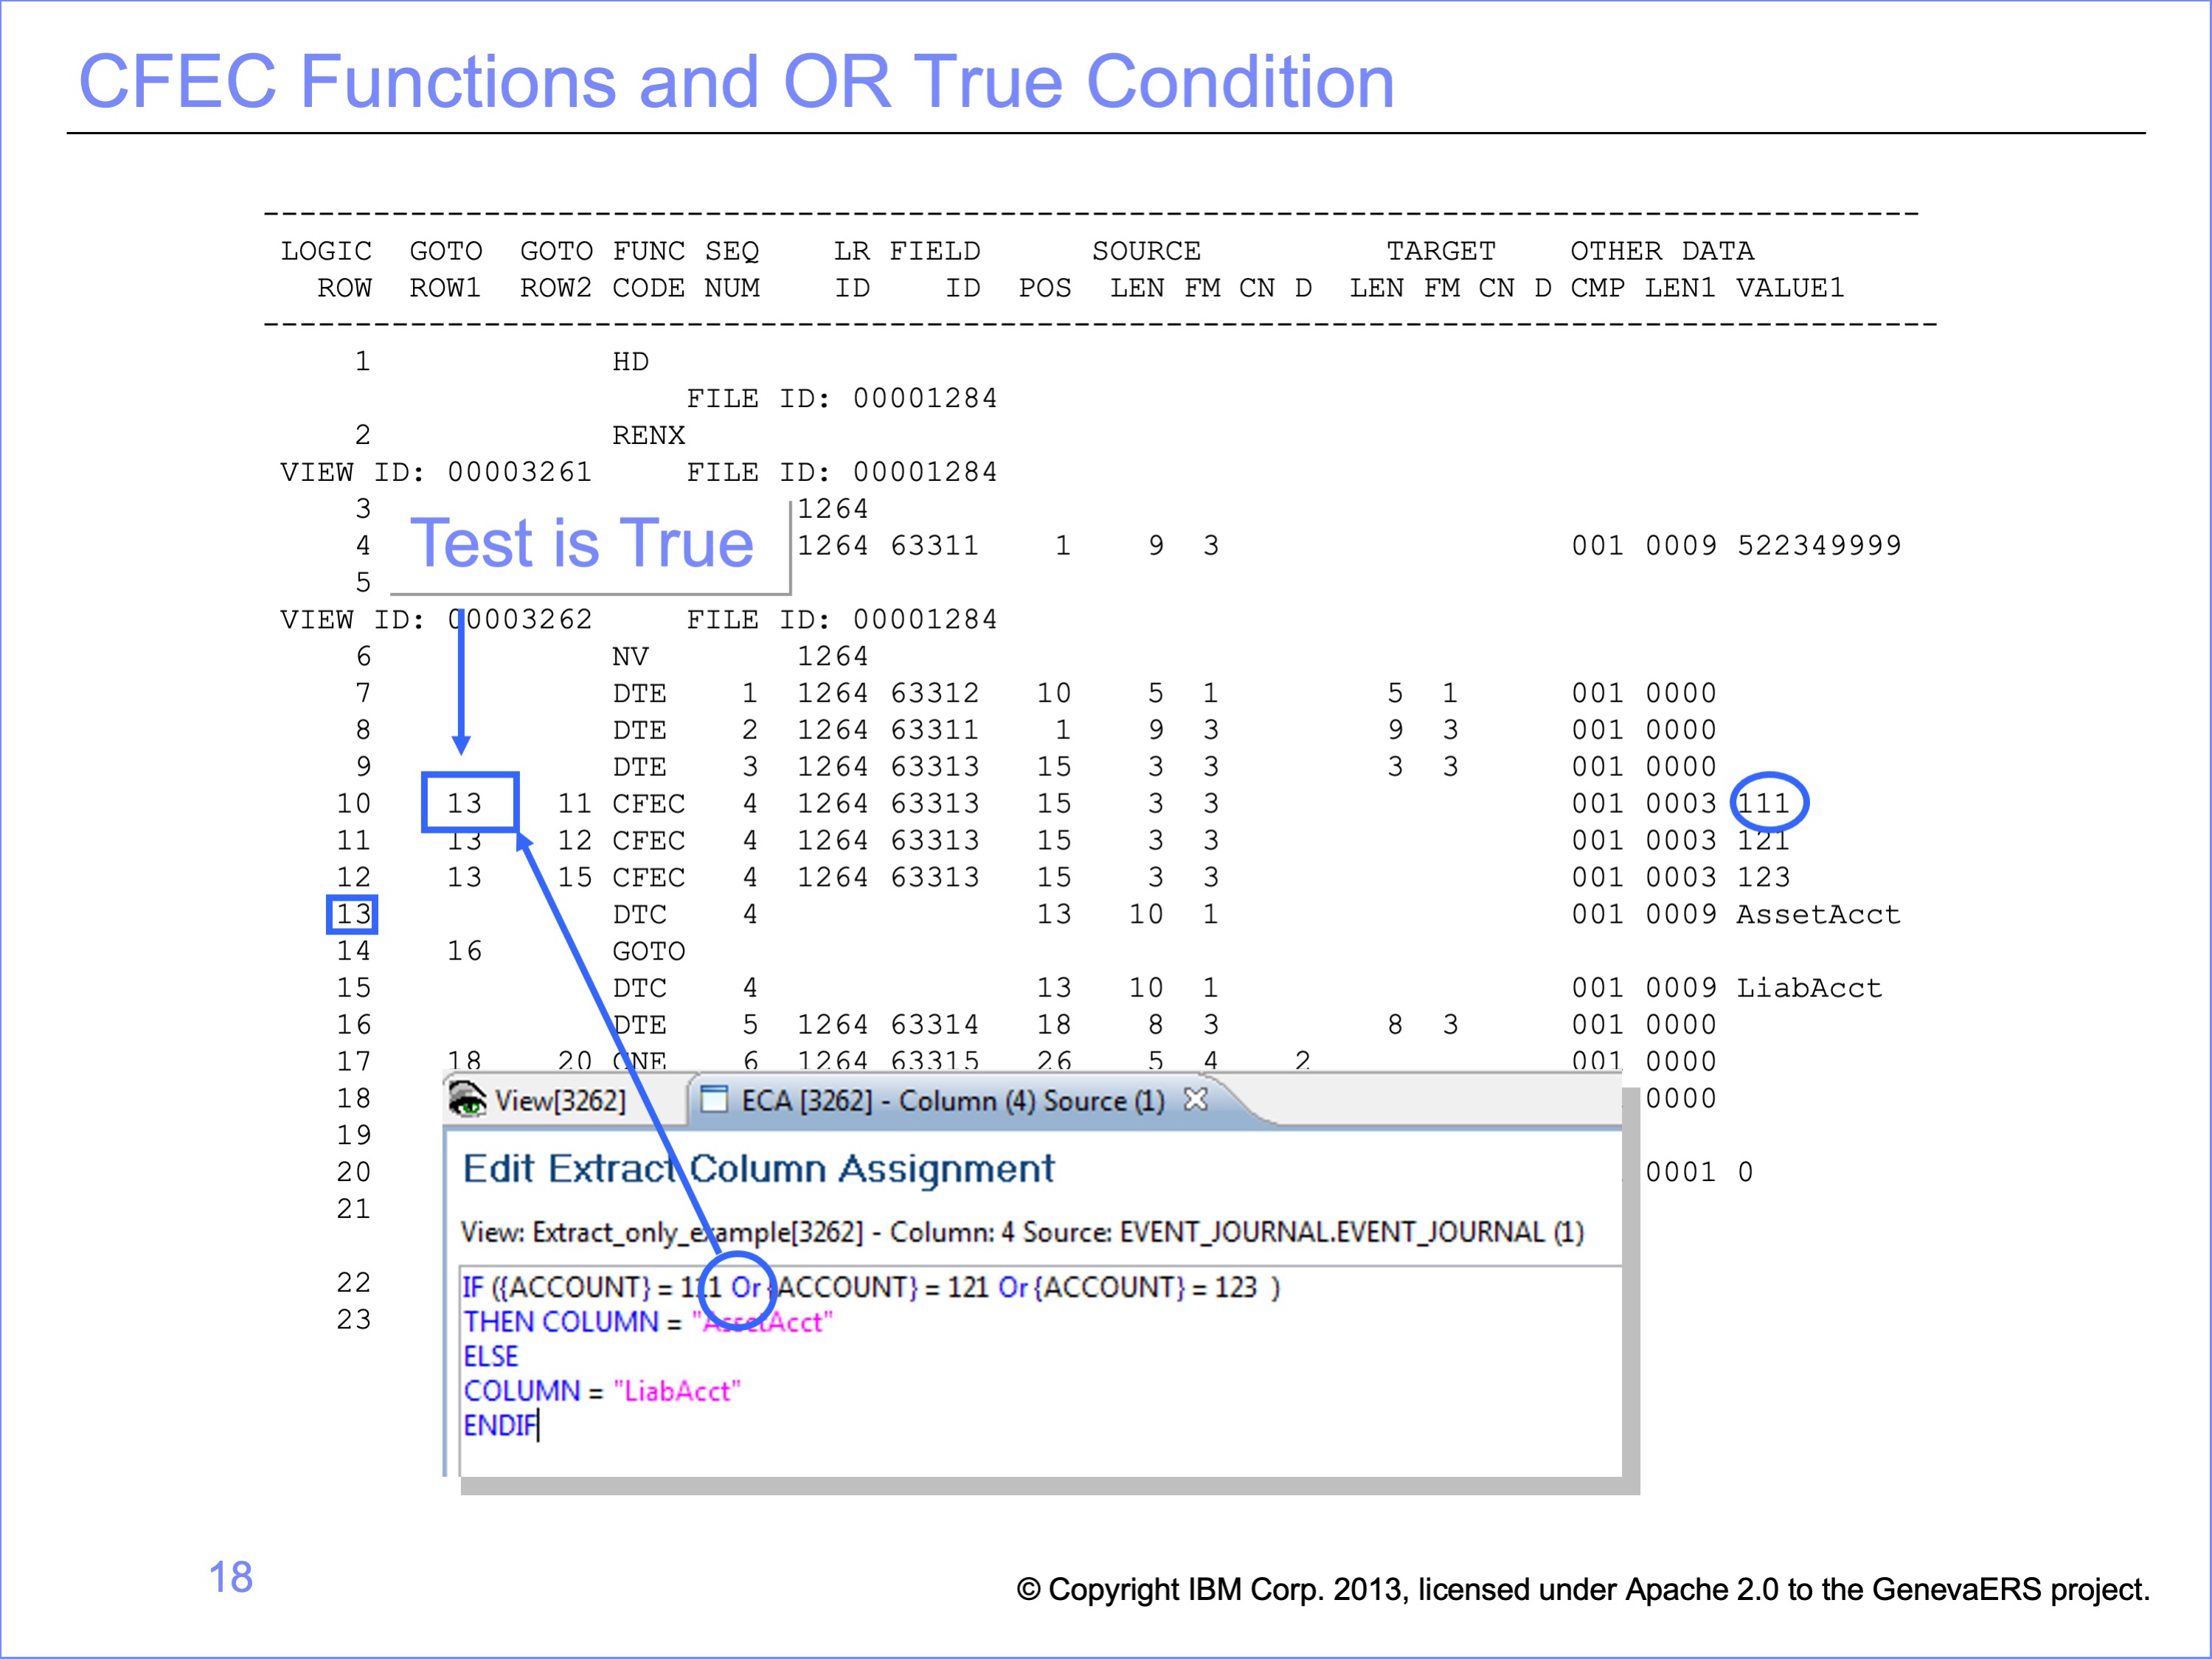 CFEC Functions and OR True Condition
LOGIC GOTO GOTO FUNC SEQ LR FIELD SOURCE TARGET OTHER DATA
ROW ROW1 ROW2 CODE NUM ID ID POS LEN FM CN D LEN FM CN D CMP LEN1 VALUE1
1 HD
FILE ID: 00001284
2 RENX
VIEW ID: 00003261 FILE ID: 00001284
3 1264
Test is True
4 1264 63311 1 9 3 001 0009 522349999
5
VIEW ID: 00003262 FILE ID: 00001284
6 NV 1264
7 DTE 1 1264 63312 10 5 1 5 1 001 0000
8 DTE 2 1264 63311 1 9 3 9 3 001 0000
9 DTE 3 1264 63313 15 3 3 3 3 001 0000
10 13 11 CFEC 4 1264 63313 15 3 3 001 0003 111
11 13 12 CFEC 4 1264 63313 15 3 3 001 0003 121
12 13 15 CFEC 4 1264 63313 15 3 3 001 0003 123
13 DTC 4 13 10 1 001 0009 AssetAcct
14 16 GOTO
15 DTC 4 13 10 1 001 0009 LiabAcct
16 DTE 5 1264 63314 18 8 3 8 3 001 0000
17 18 20 CNE 6 1264 63315 26 5 4 2 001 0000
18 0000
19
20 0001 0
21
22
23
View[3262] ECA [3262] - Column (4) Source (1)
Edit Extract Column Assignment
View: Extract_only_example[3262] - Column: 4 Source: EVENT_JOURNAL.EVENT_JOURNAL (1)
IF ({ACCOUNT} = 111 Or {ACCOUNT} = 121 Or {ACCOUNT} = 123 )
THEN COLUMN = "AssetAcct"
ELSE
COLUMN = "LiabAcct"
ENDIF
18
© Copyright IBM Corp. 2013, licensed under Apache 2.0 to the GenevaERS project.